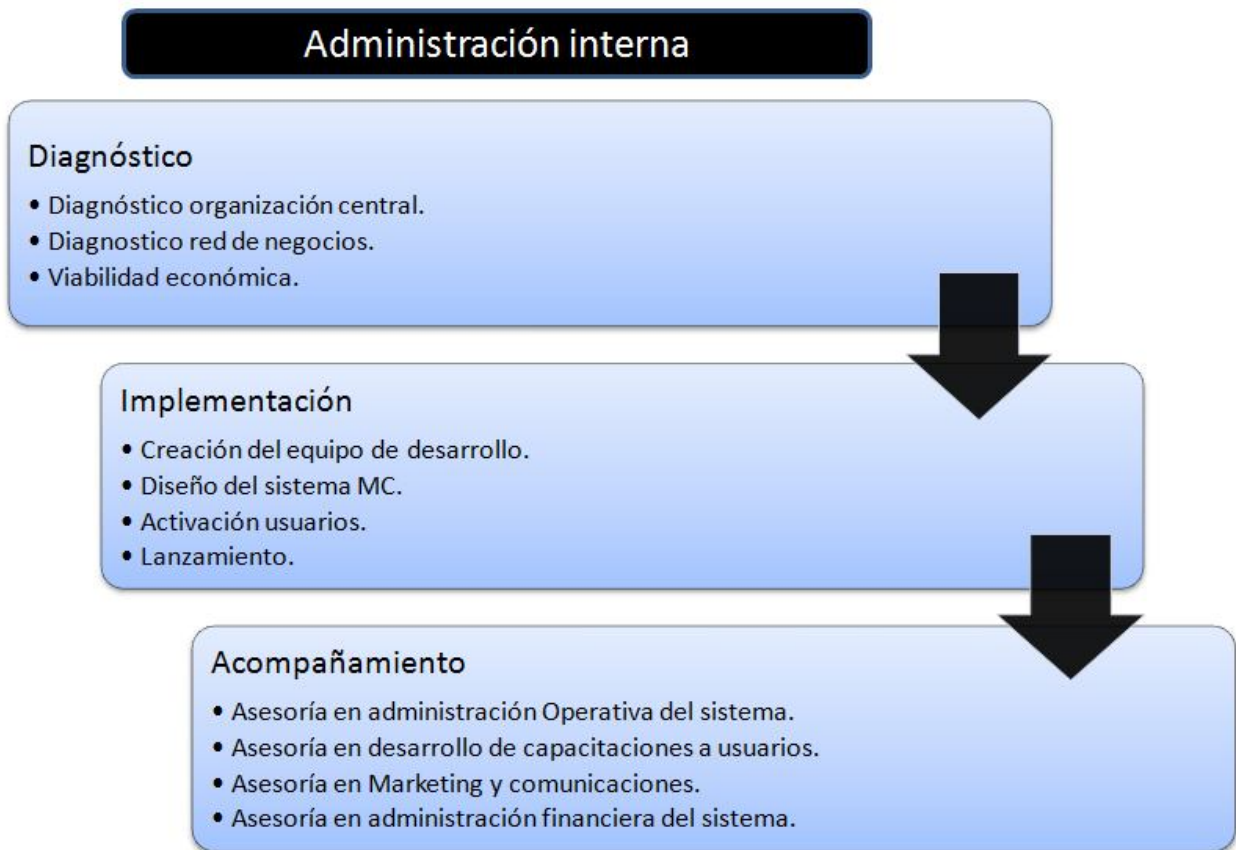 Administración interna
Diagnóstico
• Diagnóstico organización central.
• Diagnostico red de negocios.
• Viabilidad económica.
Implementación
• Creación del equipo de desarrollo.
• Diseño del sistema MC.
• Activación usuarios.
• Lanzamiento.
Acompañamiento
• Asesoría en administración Operativa del sistema.
• Asesoría en desarrollo de capacitaciones a usuarios.
• Asesoría en Marketing y comunicaciones.
• Asesoría en administración financiera del sistema.